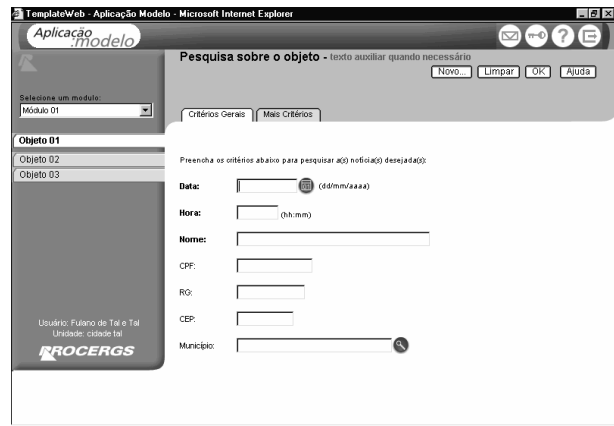 TemplateWeb - Aplicação Modelo - Microsoft Internet Explorer
Aplicação
:modelo
Pesquisa sobre o objeto - texto auxiliar quando necessário
Novo... Limpar OK Ajuda
Selecione um modulo:
Módulo 01
Critérios Gerais Mais Critérios
Objeto 01
Objeto 02
Objeto 03
Preencha os critérios abaixo para pesquisar a(s) notícia(s) desejada(s):
Data: (dd/mm/aaaa)
Hora: (hh:mm)
Nome:
CPF:
RG:
CEP:
Município:
Usuário: Fulano de Tal e Tal
Unidade: cidade tal
PROCERGS